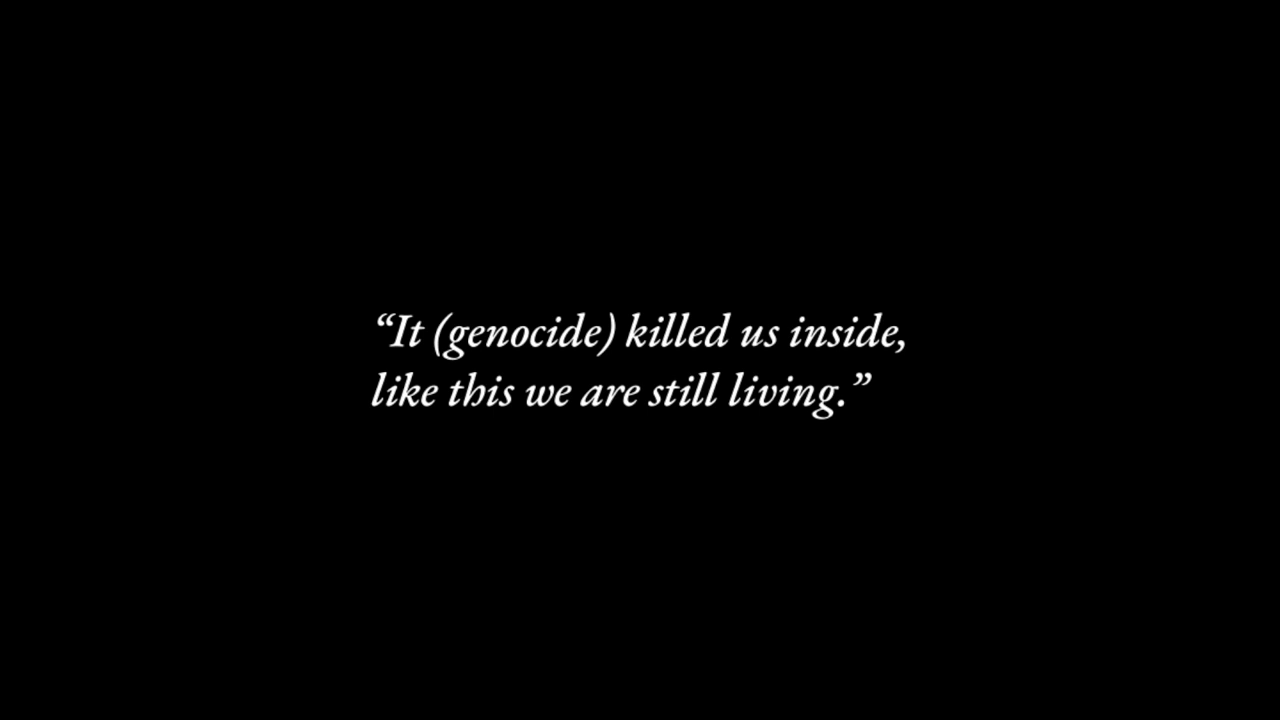 “It (genocide) killed us inside,
like this we are still living.”